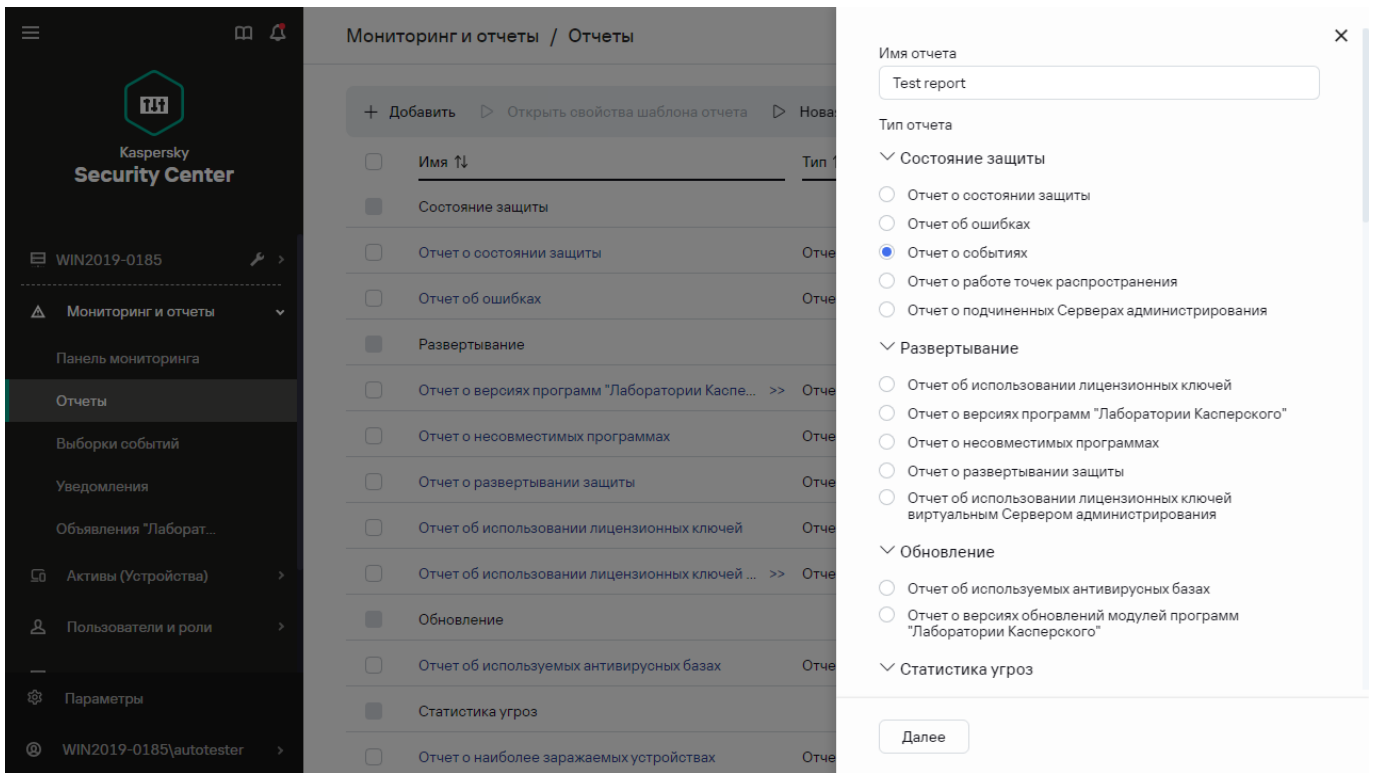 Kaspersky
Security Center
WIN2019-0185
Мониторинг и отчеты
Панель мониторинга
Отчеты
Выборки событий
Уведомления
Объявления "Лаборат...
Активы (Устройства)
Пользователи и роли
Параметры
WIN2019-0185\autotester
Мониторинг и отчеты / Отчеты
+ Добавить Открыть свойства шаблона отчета Нова
Имя Тип
Состояние защиты
Отчет о состоянии защиты Отче
Отчет об ошибках Отче
Развертывание
Отчет о версиях программ "Лаборатории Каспе... >> Отче
Отчет о несовместимых программах Отче
Отчет о развертывании защиты Отче
Отчет об использовании лицензионных ключей Отче
Отчет об использовании лицензионных ключей ... >> Отче
Обновление
Отчет об используемых антивирусных базах Отче
Статистика угроз
Отчет о наиболее заражаемых устройствах Отче
Имя отчета
Test report
Тип отчета
Состояние защиты
Отчет о состоянии защиты
Отчет об ошибках
Отчет о событиях
Отчет о работе точек распространения
Отчет о подчиненных Серверах администрирования
Развертывание
Отчет об использовании лицензионных ключей
Отчет о версиях программ "Лаборатории Касперского"
Отчет о несовместимых программах
Отчет о развертывании защиты
Отчет об использовании лицензионных ключей
виртуальным Сервером администрирования
Обновление
Отчет об используемых антивирусных базах
Отчет о версиях обновлений модулей программ
"Лаборатории Касперского"
Статистика угроз
Далее